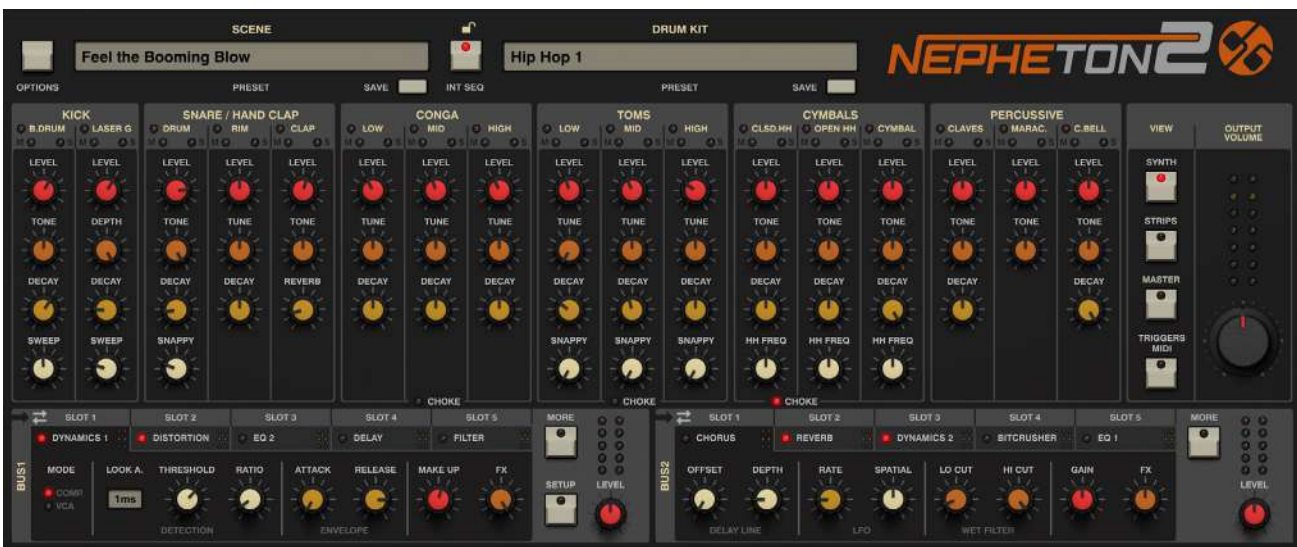 SCENE
DRUM KIT
Feel the Booming Blow
Hip Hop 1
NEPHETON2
OPTIONS PRESET SAVE INT SEQ PRESET SAVE
KICK SNARE / HAND CLAP CONGA TOMS CYMBALS PERCUSSIVE
B.DRUM LASER G DRUM RIM CLAP LOW MID HIGH LOW MID HIGH CLSD.HH OPEN HH CYMBAL CLAVES MARAC. C.BELL VIEW OUTPUT VOLUME
M S M S M S M S M S M S M S M S M S M S M S M S M S M S M S M S M S
LEVEL LEVEL LEVEL LEVEL LEVEL LEVEL LEVEL LEVEL LEVEL LEVEL LEVEL LEVEL LEVEL LEVEL LEVEL LEVEL LEVEL SYNTH
TONE DEPTH TONE TUNE TONE TUNE TUNE TUNE TUNE TUNE TUNE TONE TONE TONE TONE TONE TONE STRIPS
DECAY DECAY DECAY DECAY REVERB DECAY DECAY DECAY DECAY DECAY DECAY DECAY DECAY DECAY DECAY DECAY MASTER
SWEEP SWEEP SNAPPY SNAPPY SNAPPY SNAPPY HH FREQ HH FREQ HH FREQ TRIGGERS MIDI
CHOKE CHOKE CHOKE
SLOT 1 SLOT 2 SLOT 3 SLOT 4 SLOT 5 MORE SLOT 1 SLOT 2 SLOT 3 SLOT 4 SLOT 5 MORE
DYNAMICS 1 DISTORTION EQ 2 DELAY FILTER CHORUS REVERB DYNAMICS 2 BITCRUSHER EQ 1
BUS1 MODE LOOK A. THRESHOLD RATIO ATTACK RELEASE MAKE UP FX SETUP LEVEL BUS2 OFFSET DEPTH RATE SPATIAL LO CUT HI CUT GAIN FX LEVEL
COMP
1ms
VCA
DETECTION ENVELOPE DELAY LINE LFO WET FILTER